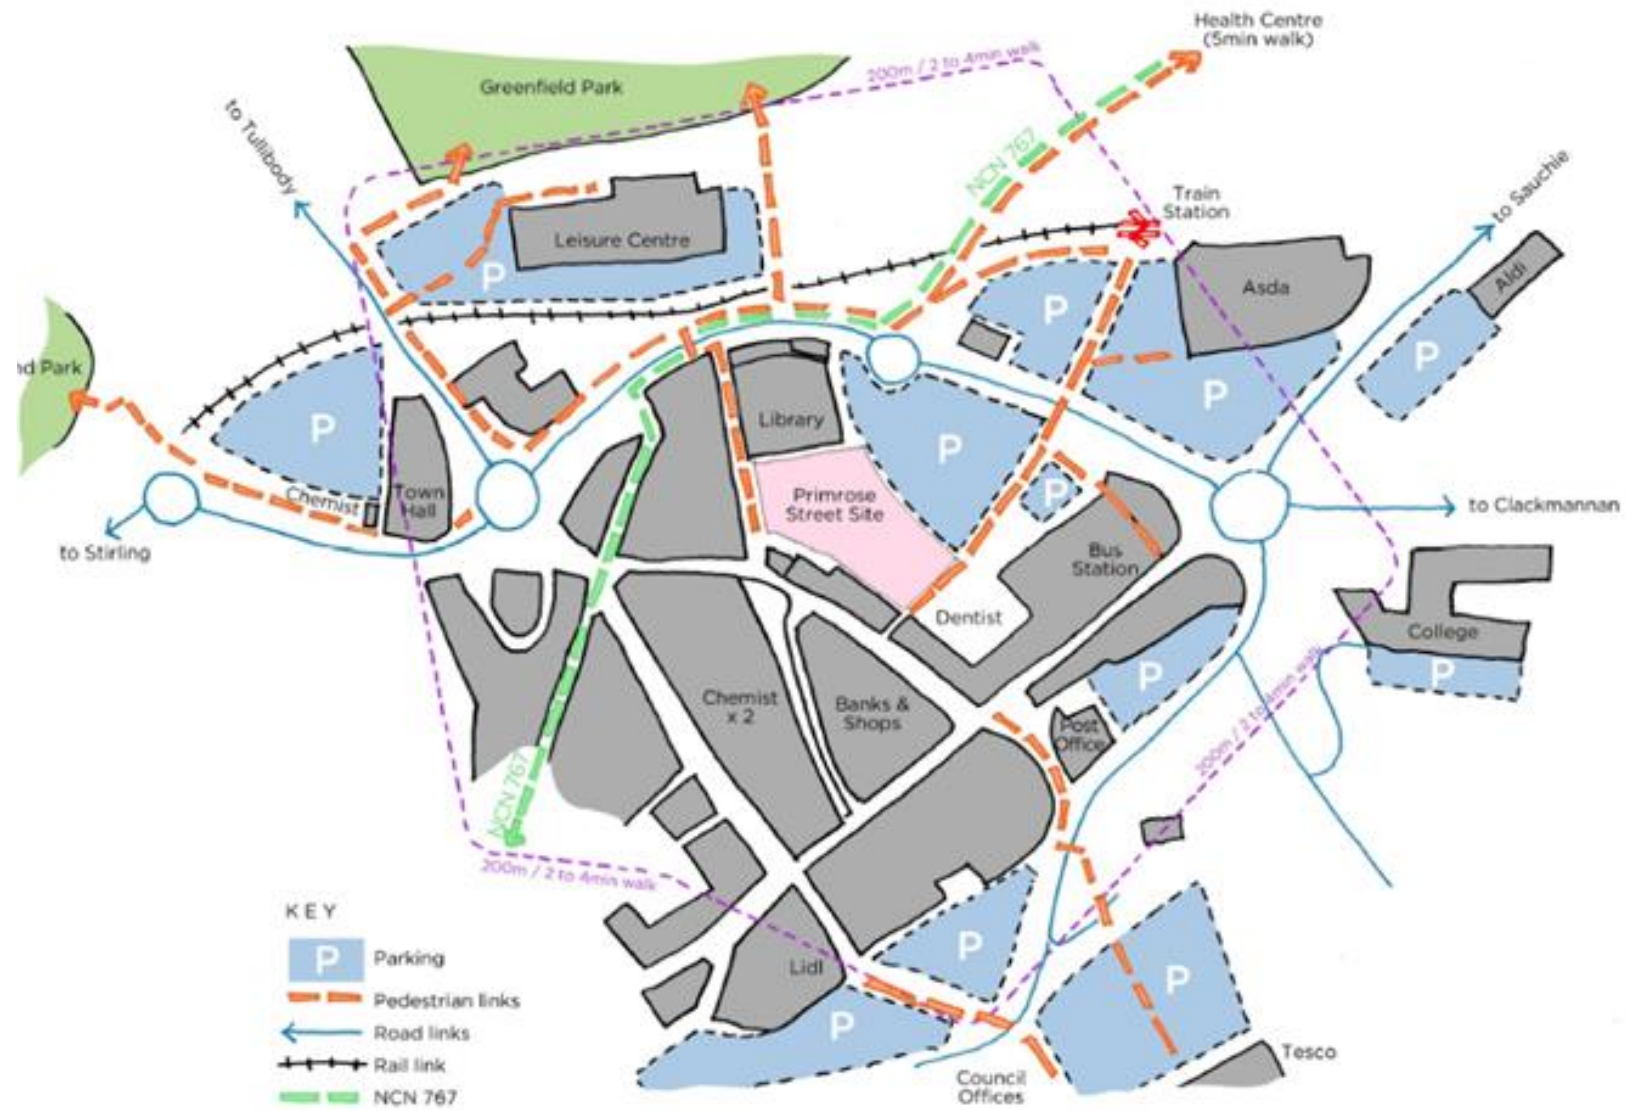 Health Centre
(5min walk)
200m / 2 to 4min walk
Greenfield Park
to Tullibody
NCN 767
Train
Station
to Sauchie
Leisure Centre
P
Asda
Aldi
P
P
P
nd Park
P
Library
P
P
Chemist
Town
Hall
Primrose
Street Site
to Clackmannan
to Stirling
Bus
Station
Dentist
College
P
P
Chemist
x 2
Banks &
Shops
Post
Office
200m / 2 to 4min walk
NCN 767
200m / 2 to 4min walk
KEY
P Parking
Pedestrian links
Road links
Rail link
NCN 767
Lidl
P
P
P
Tesco
Council
Offices